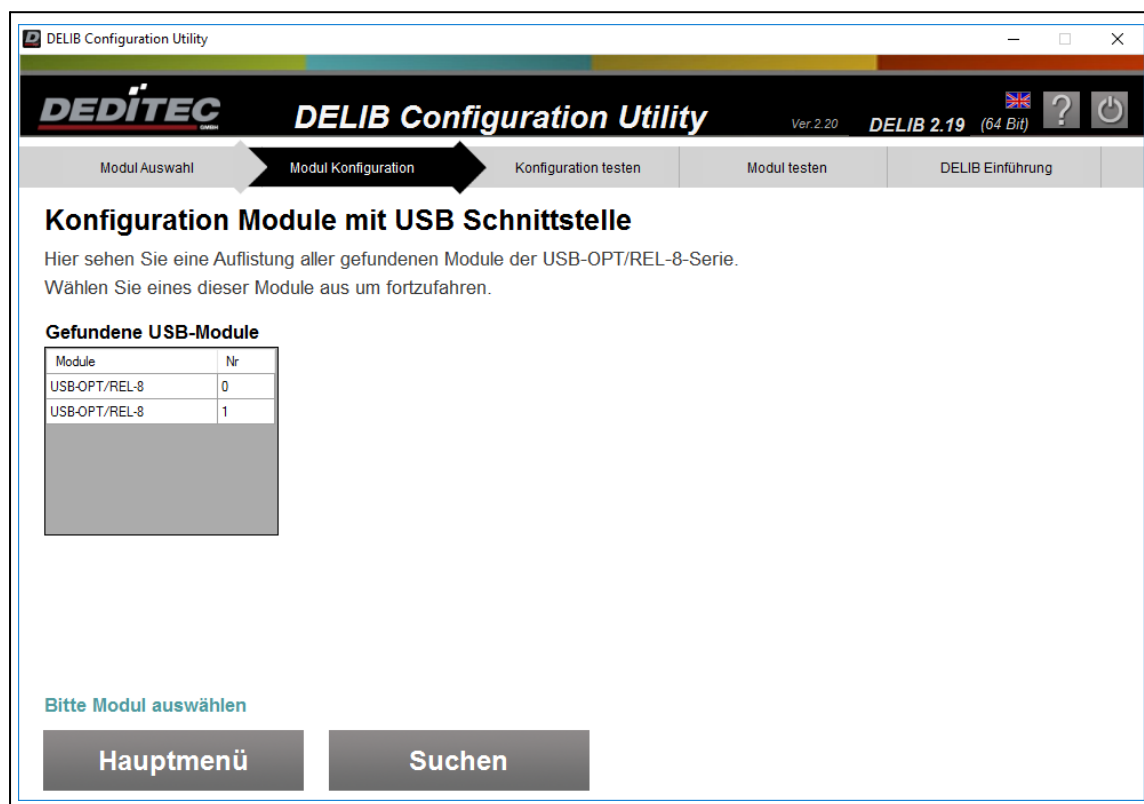 DELIB Configuration Utility
DEDITEC
GMBH
DELIB Configuration Utility
Ver.2.20
DELIB 2.19 (64 Bit)
?
Modul Auswahl
Modul Konfiguration
Konfiguration testen
Modul testen
DELIB Einführung
Konfiguration Module mit USB Schnittstelle
Hier sehen Sie eine Auflistung aller gefundenen Module der USB-OPT/REL-8-Serie.
Wählen Sie eines dieser Module aus um fortzufahren.
Gefundene USB-Module
Module Nr
USB-OPT/REL-8 0
USB-OPT/REL-8 1
Bitte Modul auswählen
Hauptmenü
Suchen